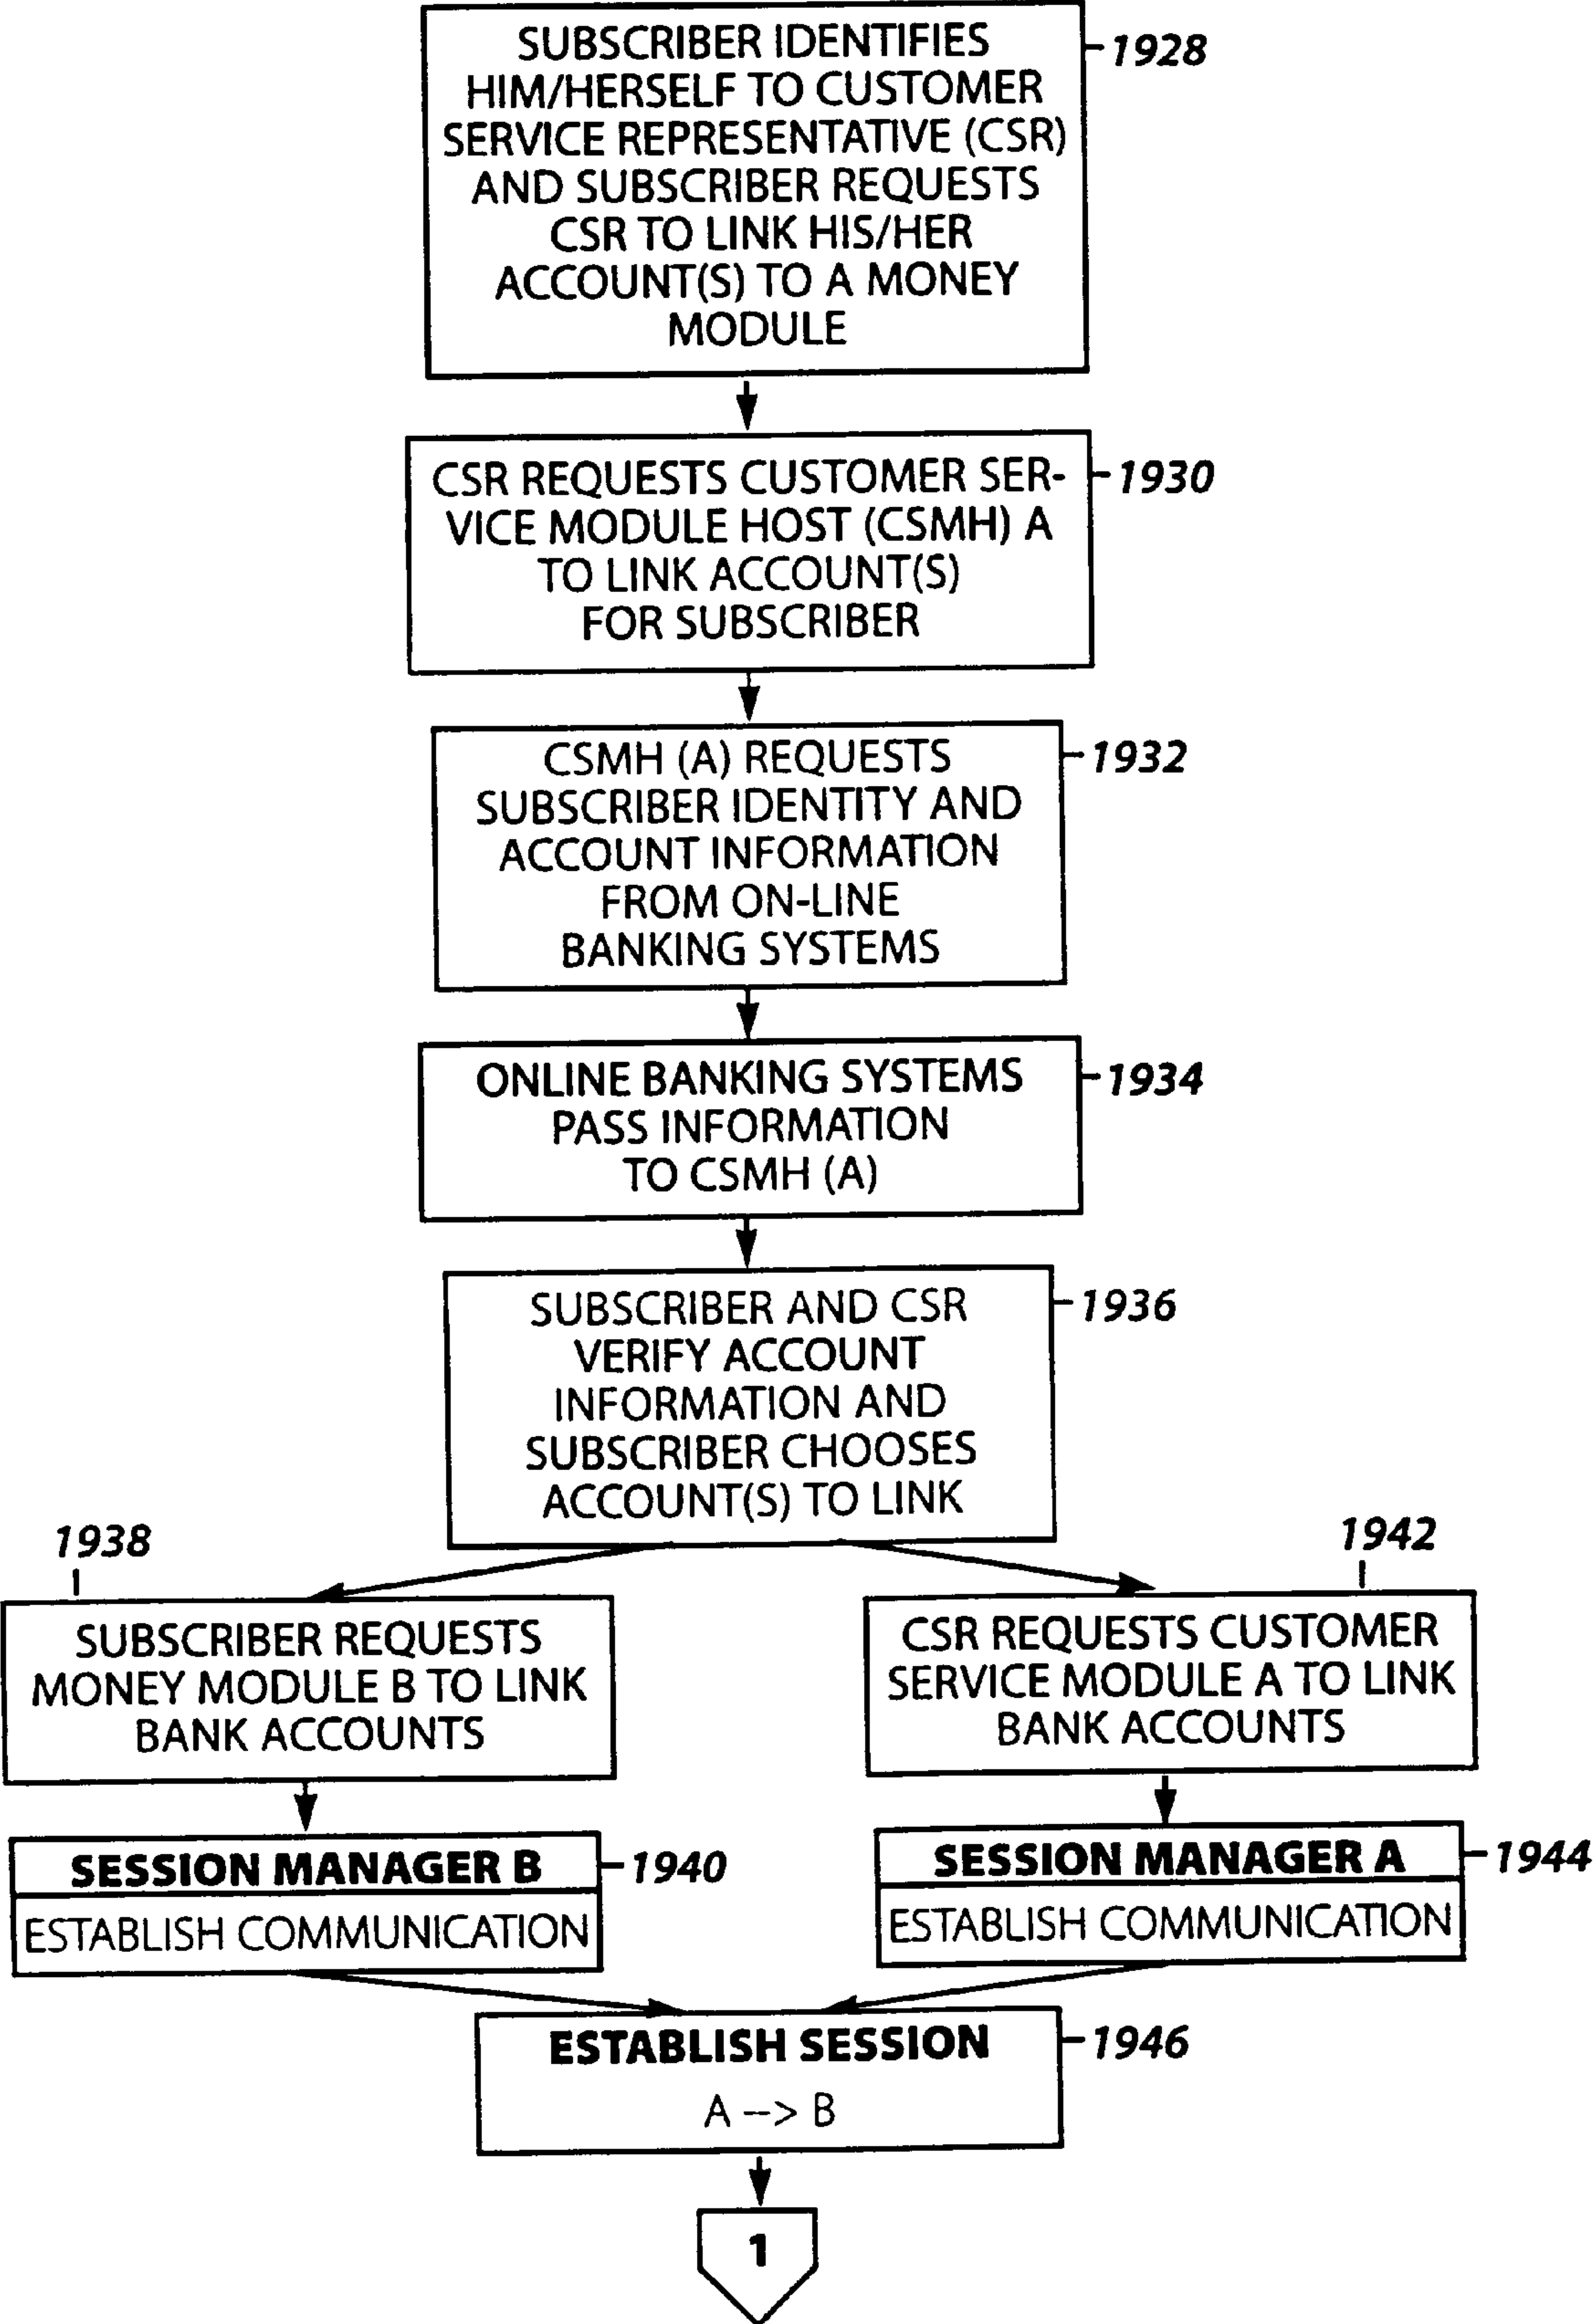 SUBSCRIBER IDENTIFIES
HIM/HERSELF TO CUSTOMER
SERVICE REPRESENTATIVE (CSR)
AND SUBSCRIBER REQUESTS
CSR TO LINK HIS/HER
ACCOUNT(S) TO A MONEY
MODULE
1928
CSR REQUESTS CUSTOMER SER-
VICE MODULE HOST (CSMH) A
TO LINK ACCOUNT(S)
FOR SUBSCRIBER
1930
CSMH (A) REQUESTS
SUBSCRIBER IDENTITY AND
ACCOUNT INFORMATION
FROM ON-LINE
BANKING SYSTEMS
1932
ONLINE BANKING SYSTEMS
PASS INFORMATION
TO CSMH (A)
1934
SUBSCRIBER AND CSR
VERIFY ACCOUNT
INFORMATION AND
SUBSCRIBER CHOOSES
ACCOUNT(S) TO LINK
1936
1938
SUBSCRIBER REQUESTS
MONEY MODULE B TO LINK
BANK ACCOUNTS
1942
CSR REQUESTS CUSTOMER
SERVICE MODULE A TO LINK
BANK ACCOUNTS
SESSION MANAGER B
1940
ESTABLISH COMMUNICATION
SESSION MANAGER A
1944
ESTABLISH COMMUNICATION
ESTABLISH SESSION
1946
A --> B
1